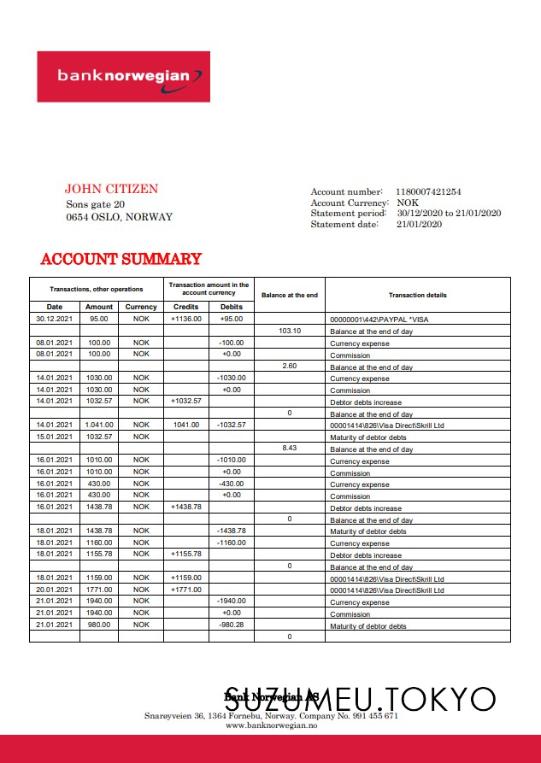 banknorwegian
JOHN CITIZEN
Sons gate 20
0654 OSLO, NORWAY
Account number: 1180007421254
Account Currency: NOK
Statement period: 30/12/2020 to 21/01/2020
Statement date: 21/01/2020
ACCOUNT SUMMARY
Transactions, other operations Transaction amount in the account currency Balance at the end Transaction details
Date Amount Currency Credits Debits
30.12.2021 95.00 NOK +1136.00 +95.00 00000001\442\PAYPAL *VISA
103.10 Balance at the end of day
08.01.2021 100.00 NOK -100.00 Currency expense
08.01.2021 100.00 NOK +0.00 Commission
2.60 Balance at the end of day
14.01.2021 1030.00 NOK -1030.00 Currency expense
14.01.2021 1030.00 NOK +0.00 Commission
14.01.2021 1032.57 NOK +1032.57 Debtor debts increase
0 Balance at the end of day
14.01.2021 1.041.00 NOK 1041.00 -1032.57 00001414\826\Visa Direct\Skrill Ltd
15.01.2021 1032.57 NOK Maturity of debtor debts
8.43 Balance at the end of day
16.01.2021 1010.00 NOK -1010.00 Currency expense
16.01.2021 1010.00 NOK +0.00 Commission
16.01.2021 430.00 NOK -430.00 Currency expense
16.01.2021 430.00 NOK +0.00 Commission
16.01.2021 1438.78 NOK +1438.78 Debtor debts increase
0 Balance at the end of day
18.01.2021 1438.78 NOK -1438.78 Maturity of debtor debts
18.01.2021 1160.00 NOK -1160.00 Currency expense
18.01.2021 1155.78 NOK +1155.78 Debtor debts increase
0 Balance at the end of day
18.01.2021 1159.00 NOK +1159.00 00001414\826\Visa Direct\Skrill Ltd
20.01.2021 1771.00 NOK +1771.00 00001414\826\Visa Direct\Skrill Ltd
21.01.2021 1940.00 NOK -1940.00 Currency expense
21.01.2021 1940.00 NOK +0.00 Commission
21.01.2021 980.00 NOK -980.28 Maturity of debtor debts
0
Bank Norwegian AS
SUZUMEU.TOKYO
Snarøyveien 36, 1364 Fornebu, Norway. Company No. 991 455 671
www.banknorwegian.no